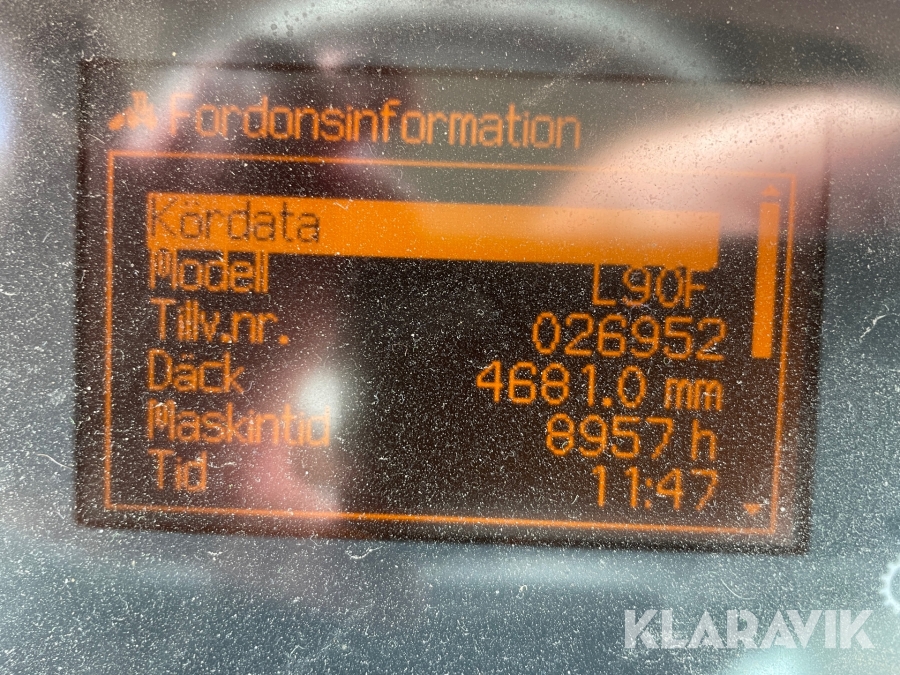 Fordonsinformation
Kördata
Modell L90F
Tillv.nr. 026952
Däck 4681.0 mm
Maskintid 8957 h
Tid 11:47
KLARAVIK